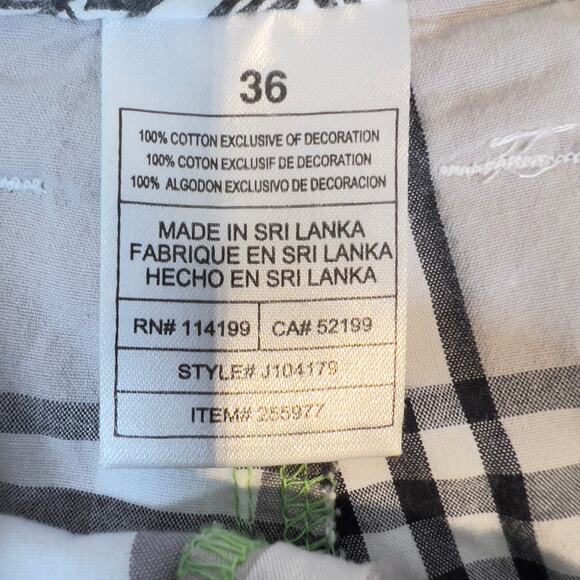 36
100% COTTON EXCLUSIVE OF DECORATION
100% COTON EXCLUSIF DE DECORATION
100% ALGODON EXCLUSIVO DE DECORACION
MADE IN SRI LANKA
FABRIQUE EN SRI LANKA
HECHO EN SRI LANKA
RN# 114199 CA# 52199
STYLE# J104179
ITEM# 255977